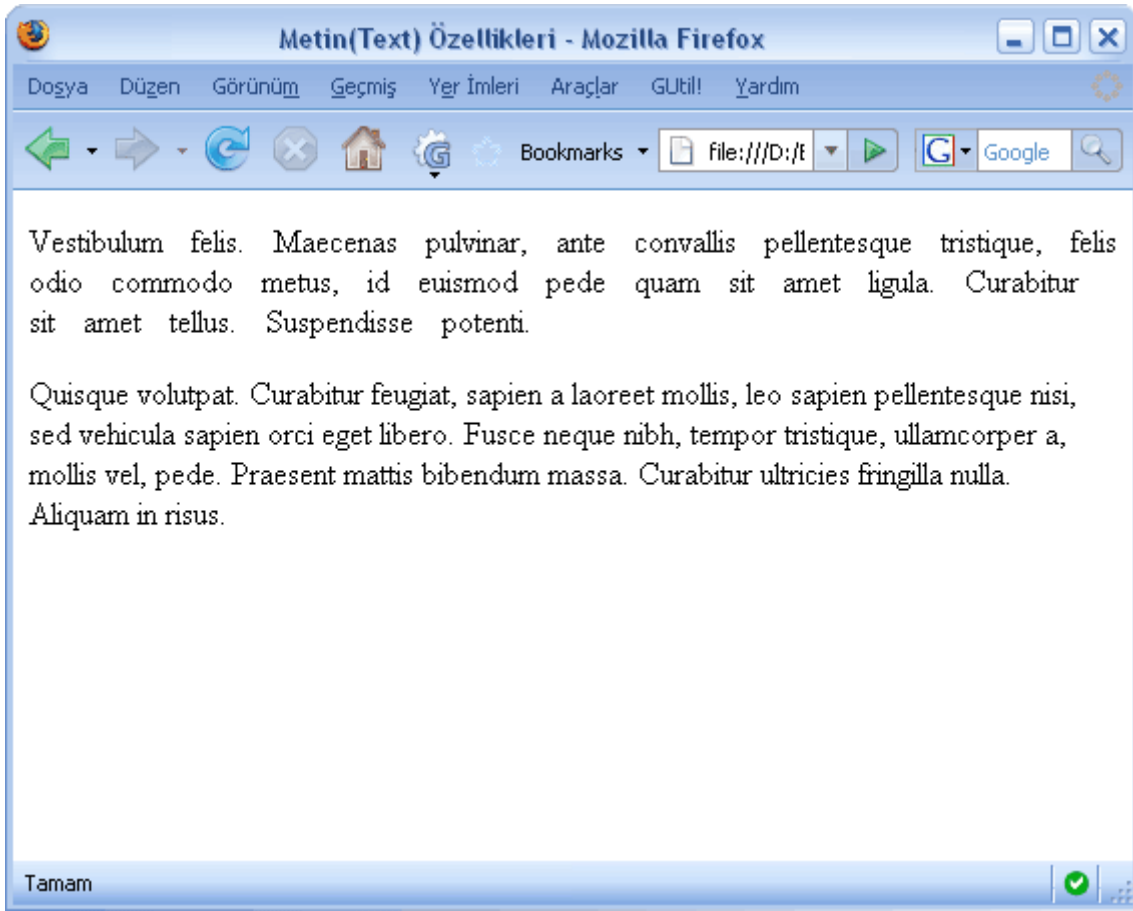 Metin(Text) Özellikleri - Mozilla Firefox
Dosya Düzen Görünüm Geçmiş Yer İmleri Araçlar GUtil! Yardım
Bookmarks file:///D:/E G Google
Vestibulum felis. Maecenas pulvinar, ante convallis pellentesque tristique, felis
odio commodo metus, id euismod pede quam sit amet ligula. Curabitur
sit amet tellus. Suspendisse potenti.
Quisque volutpat. Curabitur feugiat, sapien a laoreet mollis, leo sapien pellentesque nisi,
sed vehicula sapien orci eget libero. Fusce neque nibh, tempor tristique, ullamcorper a,
mollis vel, pede. Praesent mattis bibendum massa. Curabitur ultricies fringilla nulla.
Aliquam in risus.
Tamam